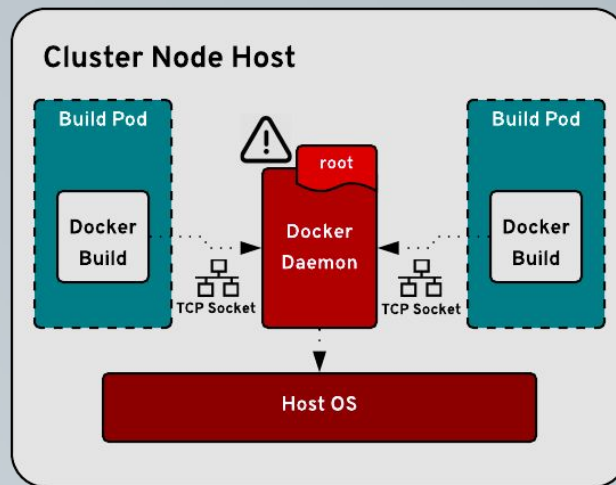 Cluster Node Host
Build Pod
Docker
Build
TCP Socket
root
Docker
Daemon
TCP Socket
Build Pod
Docker
Build
Host OS